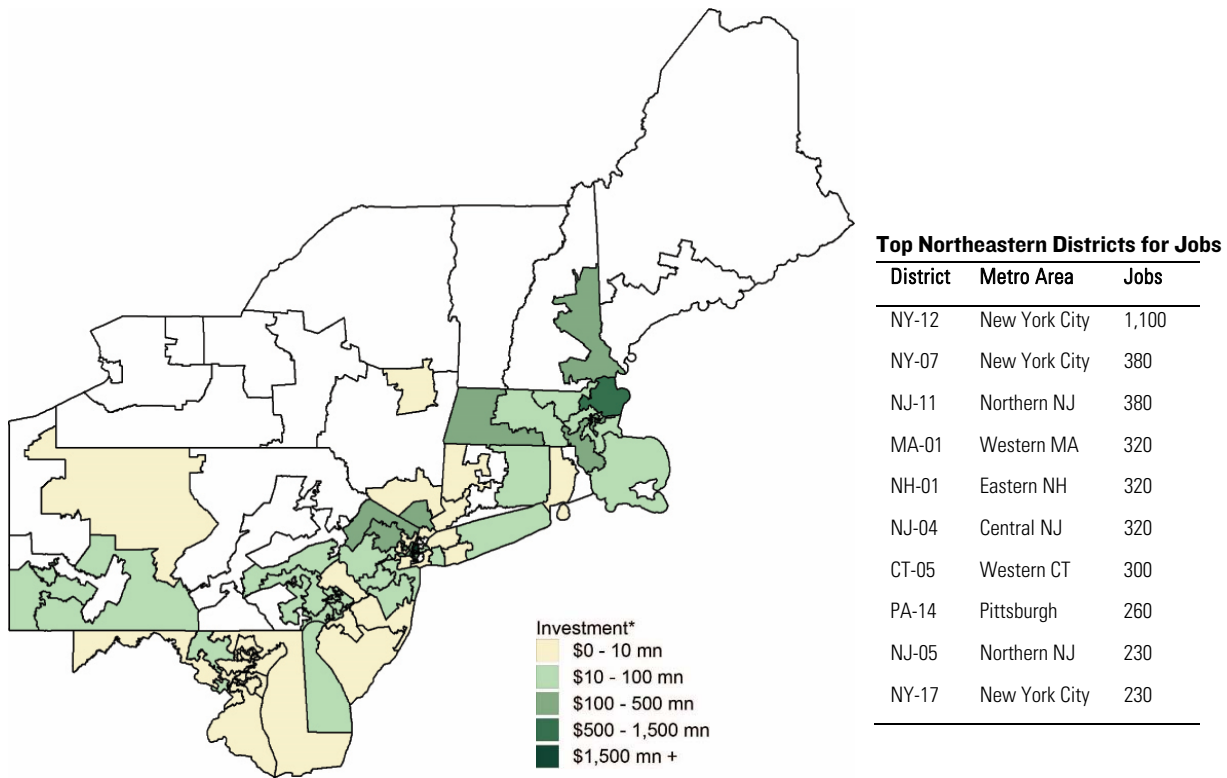 Top Northeastern Districts for Jobs
District Metro Area Jobs
NY-12 New York City 1,100
NY-07 New York City 380
NJ-11 Northern NJ 380
MA-01 Western MA 320
NH-01 Eastern NH 320
NJ-04 Central NJ 320
CT-05 Western CT 300
PA-14 Pittsburgh 260
NJ-05 Northern NJ 230
NY-17 New York City 230
Investment*
$0 - 10 mn
$10 - 100 mn
$100 - 500 mn
$500 - 1,500 mn
$1,500 mn +